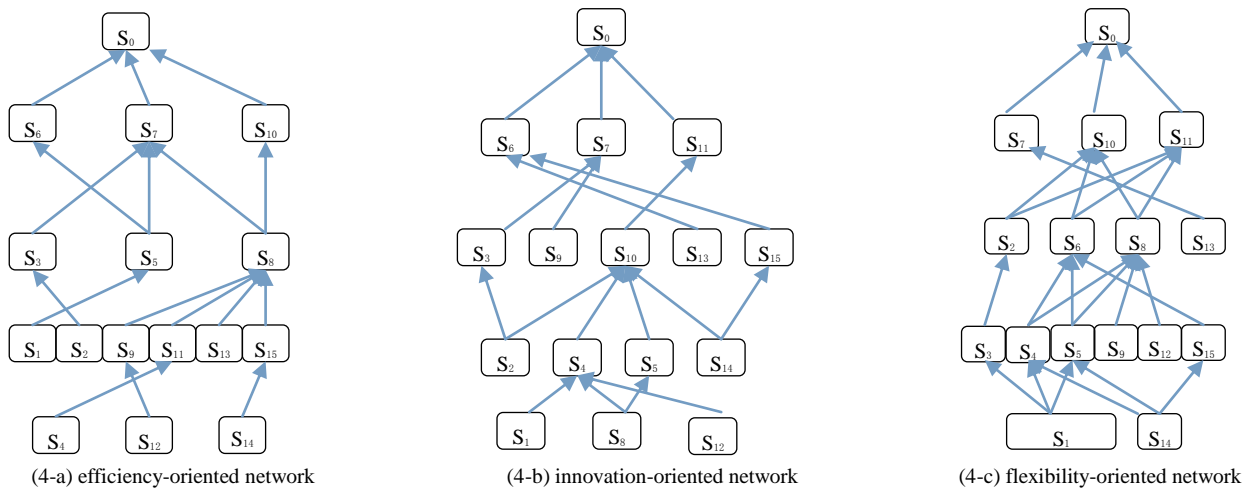 S0
S6 S7 S10
S3 S5 S8
S1 S2 S9 S11 S13 S15
S4 S12 S14
(4-a) efficiency-oriented network
S0
S6 S7 S11
S3 S9 S10 S13 S15
S2 S4 S5 S14
S1 S8 S12
(4-b) innovation-oriented network
S0
S7 S10 S11
S2 S6 S8 S13
S3 S4 S5 S9 S12 S15
S1 S14
(4-c) flexibility-oriented network